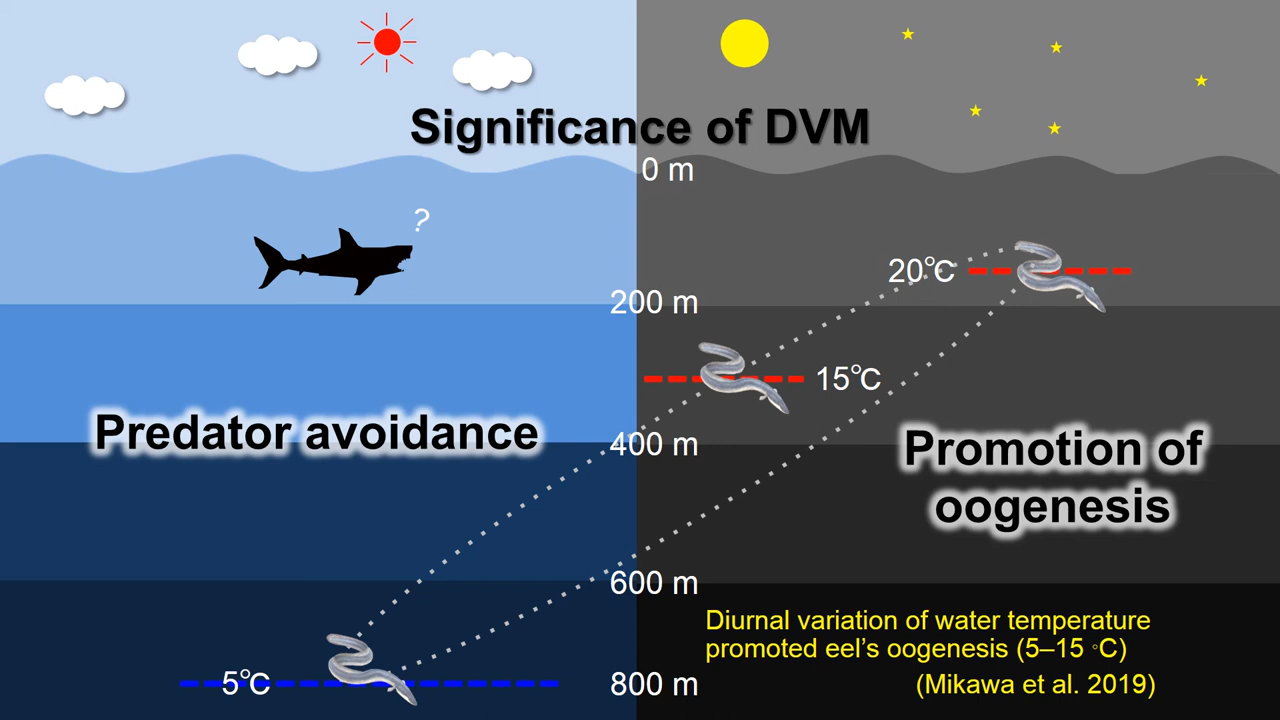 Significance of DVM
0 m
?
20℃
200 m
15℃
Predator avoidance
400 m
Promotion of
oogenesis
600 m
Diurnal variation of water temperature
promoted eel's oogenesis (5–15 ◦C)
5℃
800 m
(Mikawa et al. 2019)